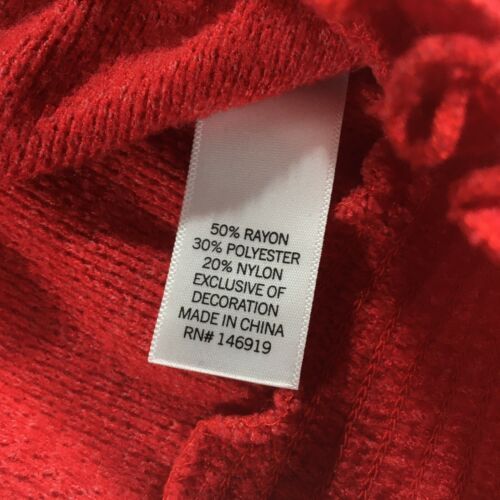 50% RAYON
30% POLYESTER
20% NYLON
EXCLUSIVE OF
DECORATION
MADE IN CHINA
RN# 146919